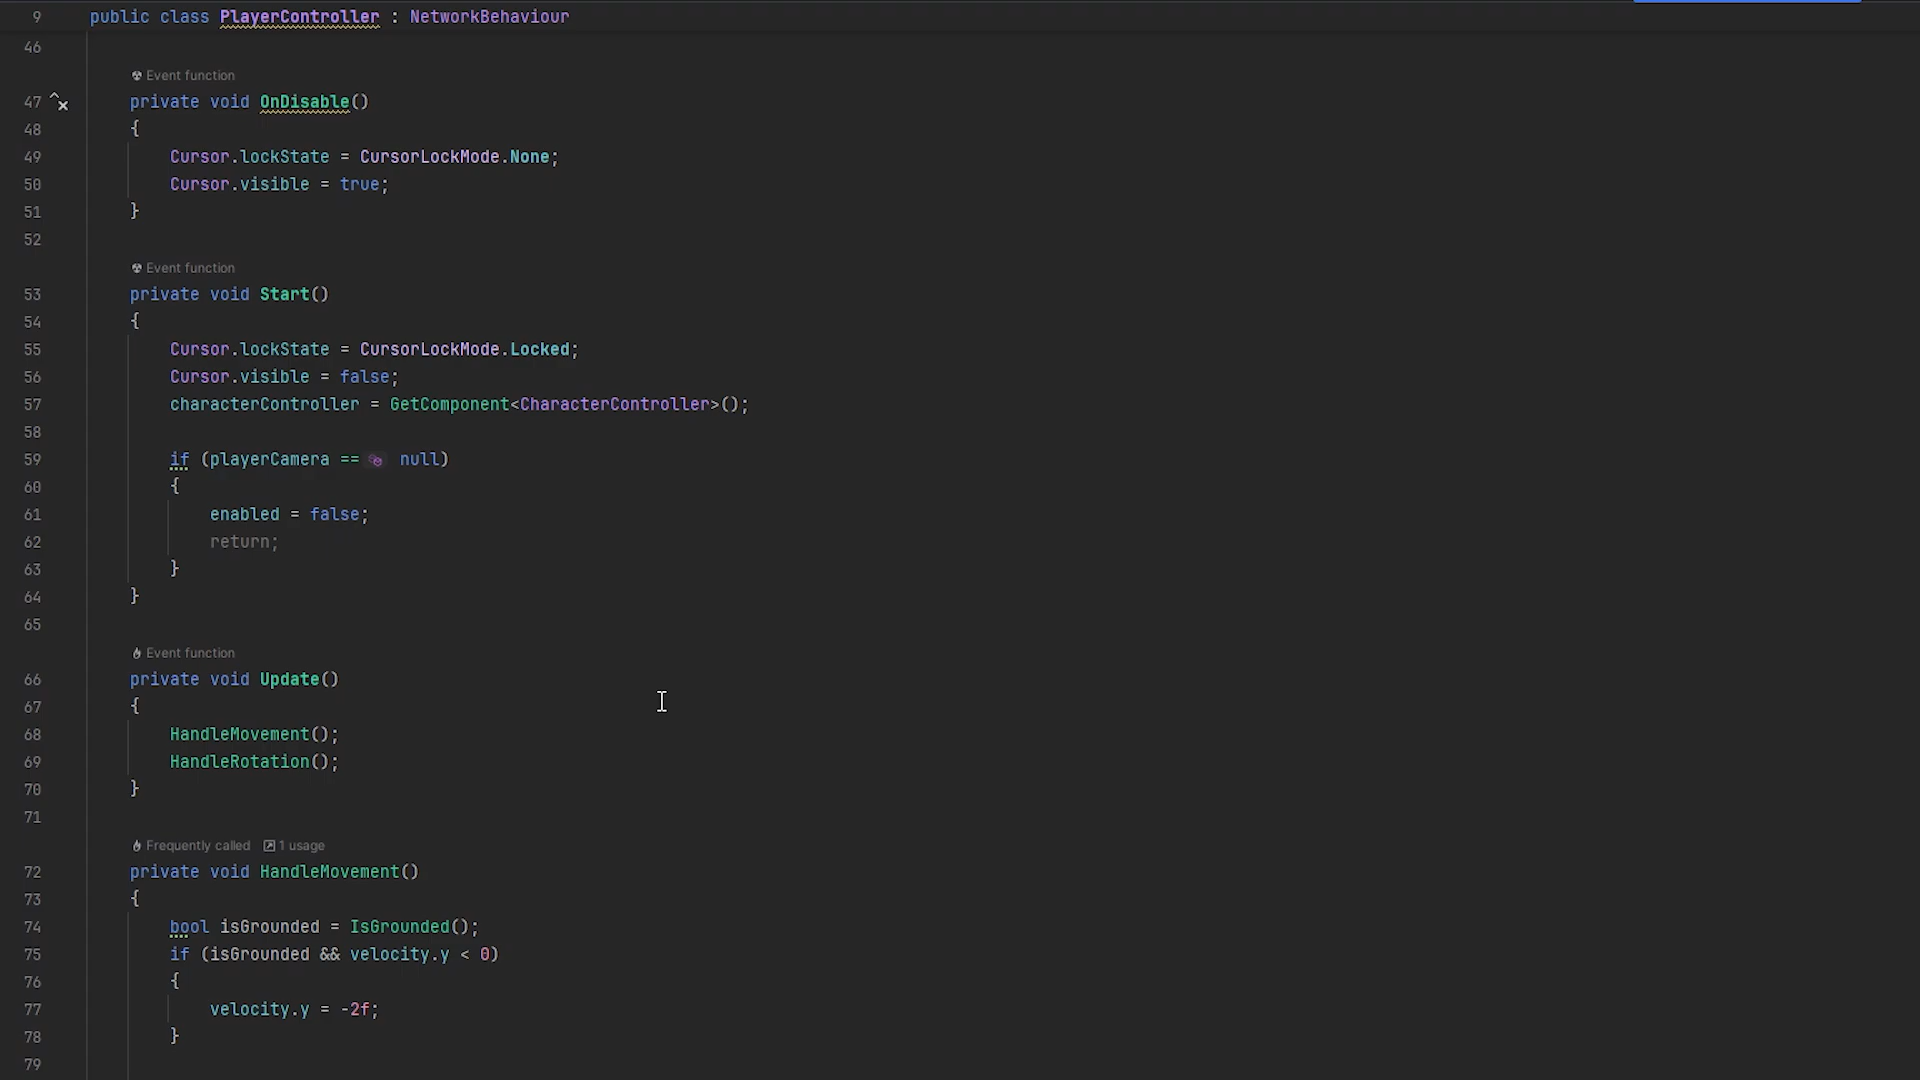 9 public class PlayerController : NetworkBehaviour
46
Event function
47 private void OnDisable()
48 {
49 Cursor.lockState = CursorLockMode.None;
50 Cursor.visible = true;
51 }
52
Event function
53 private void Start()
54 {
55 Cursor.lockState = CursorLockMode.Locked;
56 Cursor.visible = false;
57 characterController = GetComponent<CharacterController>();
58
59 if (playerCamera == null)
60 {
61 enabled = false;
62 return;
63 }
64 }
65
Event function
66 private void Update()
67 {
68 HandleMovement();
69 HandleRotation();
70 }
71
Frequently called 1 usage
72 private void HandleMovement()
73 {
74 bool isGrounded = IsGrounded();
75 if (isGrounded && velocity.y < 0)
76 {
77 velocity.y = -2f;
78 }
79